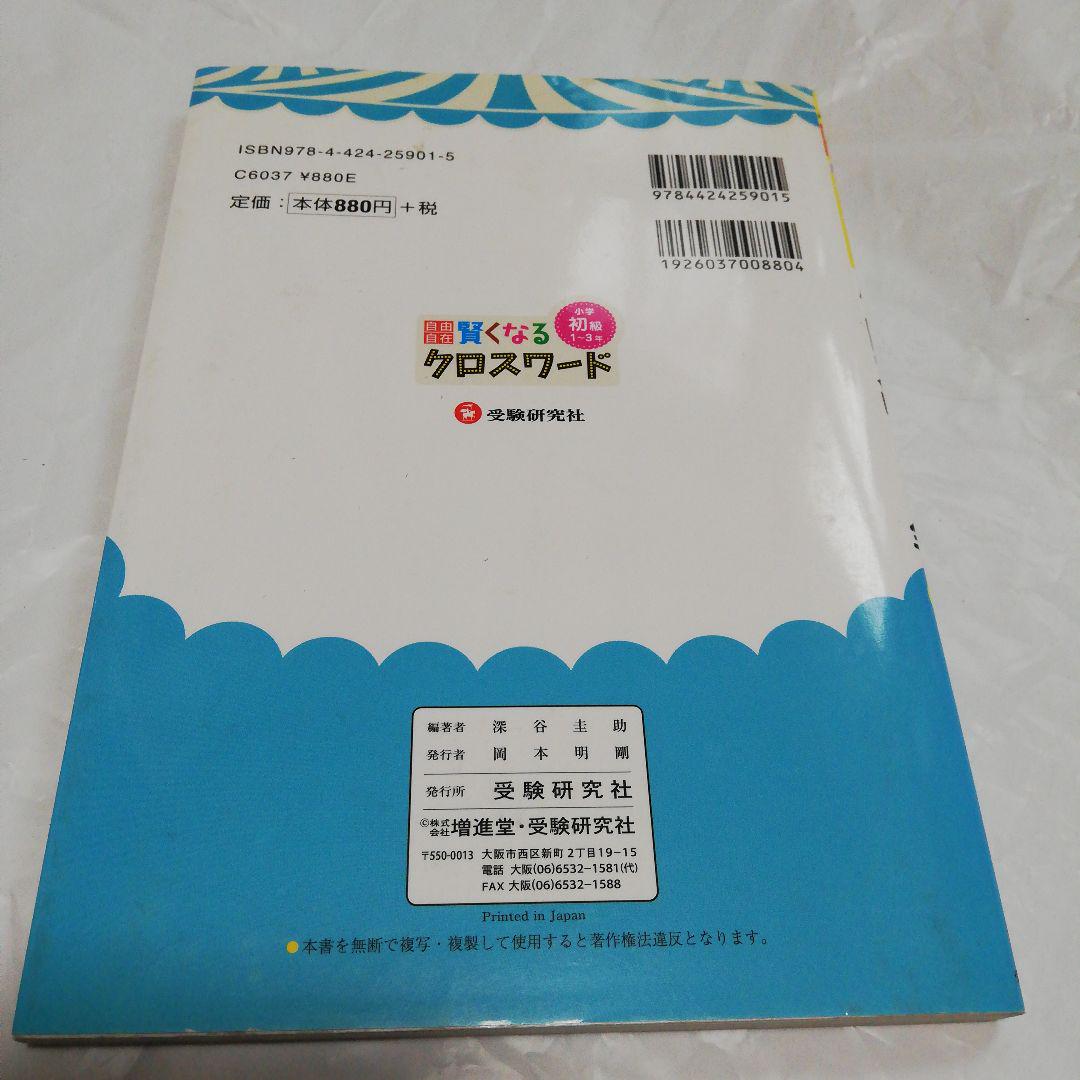 ISBN978-4-424-25901-5
C6037 ¥880E
定価：本体880円+税
9784424259015
1926037008804
自由自在 賢くなる
クロスワード
小学
初級
1～3年
受験研究社
編著者 深谷圭助
発行者 岡本明剛
発行所 受験研究社
©株式会社増進堂・受験研究社
〒550-0013 大阪市西区新町2丁目19-15
電話 大阪(06)6532-1581(代)
FAX 大阪(06)6532-1588
Printed in Japan
●本書を無断で複写・複製して使用すると著作権法違反となります。